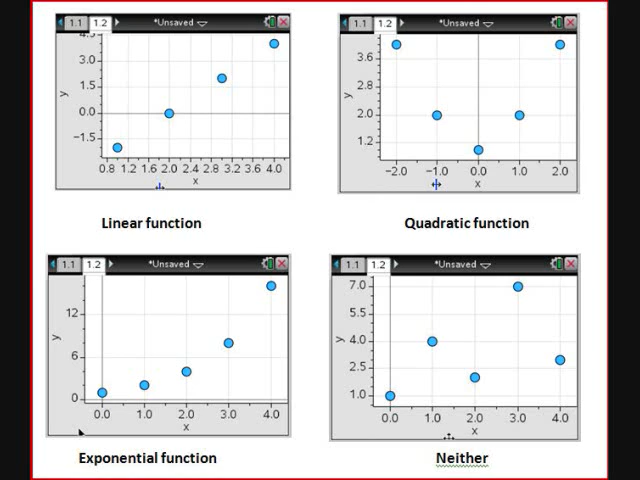 1.1 1.2 *Unsaved
4.5
3.0
1.5
0.0
-1.5
y
0.8 1.2 1.6 2.0 2.4 2.8 3.2 3.6 4.0
x
Linear function
1.1 1.2 *Unsaved
3.6
2.8
2.0
1.2
y
-2.0 -1.0 0.0 1.0 2.0
x
Quadratic function
1.1 1.2 *Unsaved
12
6
0
y
0.0 1.0 2.0 3.0 4.0
x
Exponential function
1.1 1.2 *Unsaved
7.0
5.5
4.0
2.5
1.0
y
0.0 1.0 2.0 3.0 4.0
x
Neither